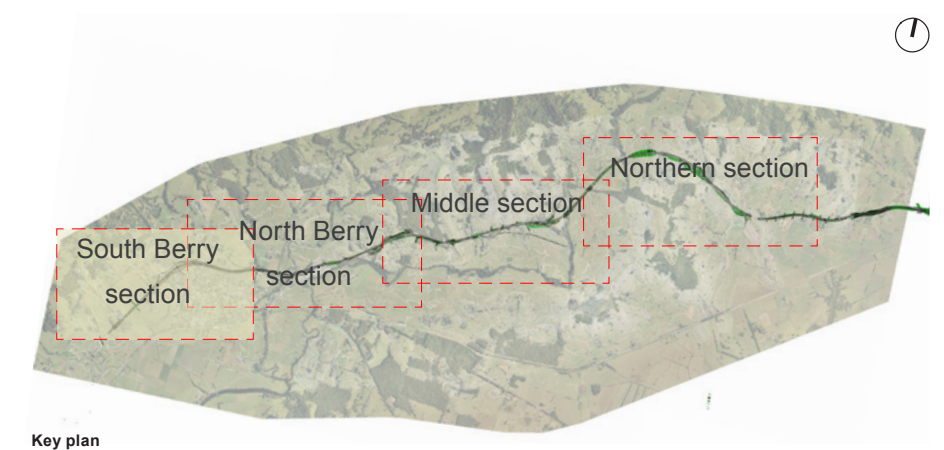 Northern section
Middle section
North Berry
section
South Berry
section
Key plan